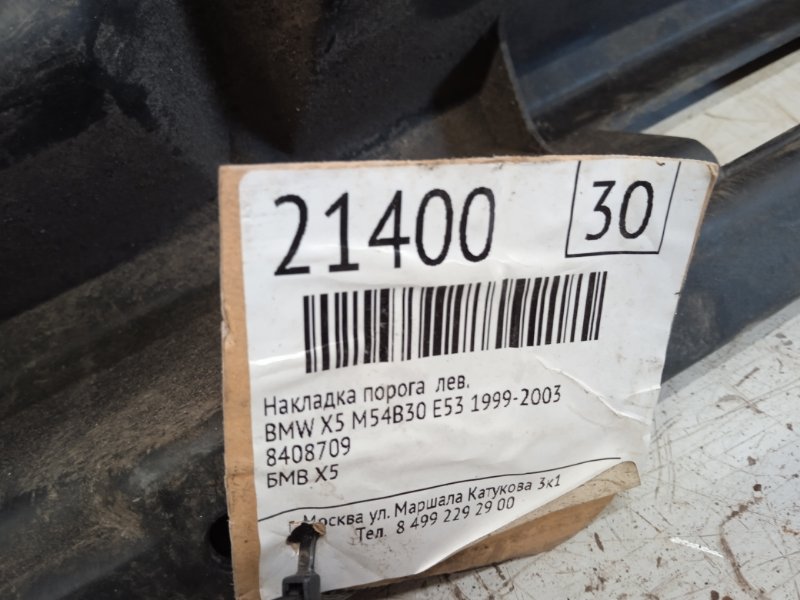 21400
30
Накладка порога лев.
BMW X5 M54B30 E53 1999-2003
8408709
БМВ X5
г. Москва ул. Маршала Катукова 3к1
Тел. 8 499 229 29 00